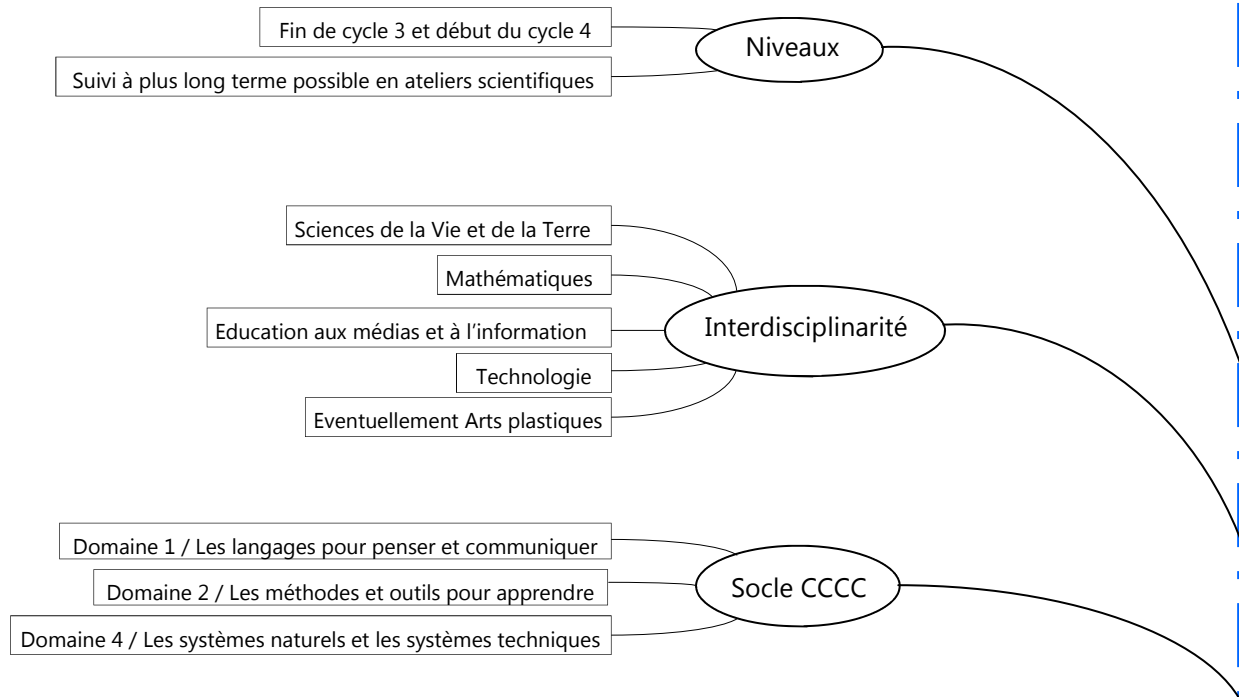 Niveaux
Fin de cycle 3 et début du cycle 4
Suivi à plus long terme possible en ateliers scientifiques
Interdisciplinarité
Sciences de la Vie et de la Terre
Mathématiques
Education aux médias et à l'information
Technologie
Eventuellement Arts plastiques
Socle CCCC
Domaine 1 / Les langages pour penser et communiquer
Domaine 2 / Les méthodes et outils pour apprendre
Domaine 4 / Les systèmes naturels et les systèmes techniques